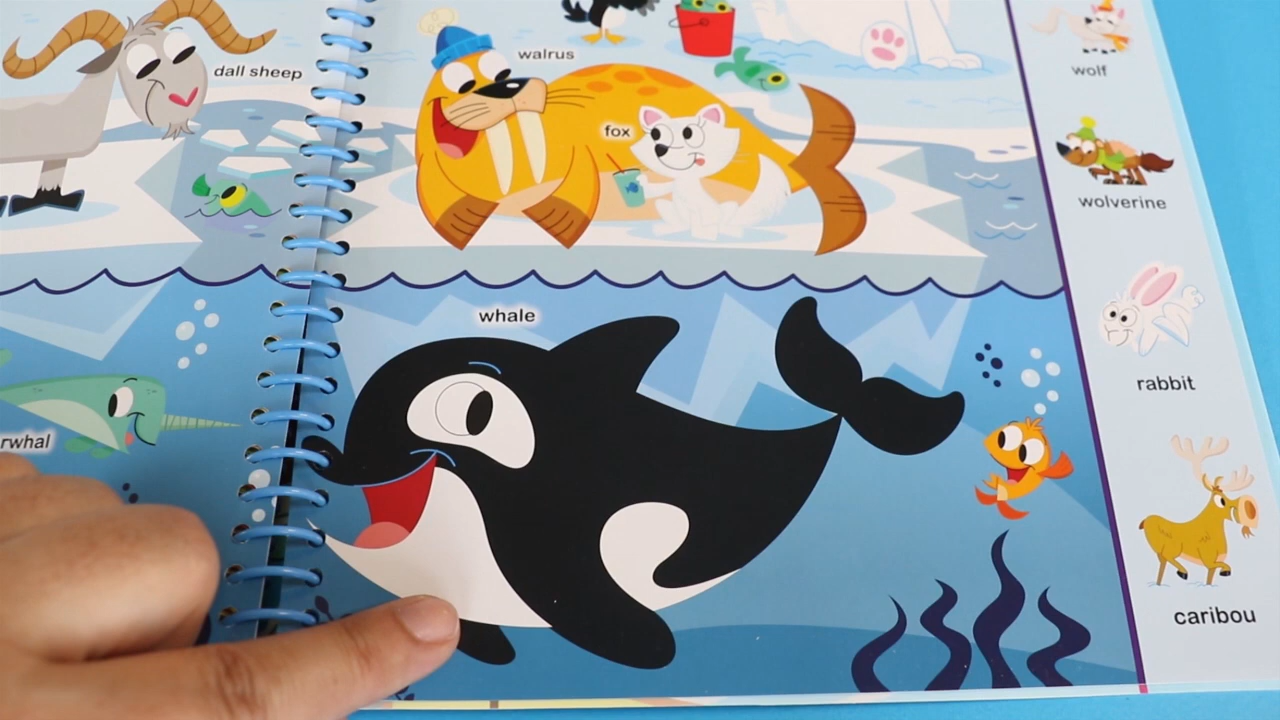 dall sheep
walrus
fox
whale
rwhal
wolf
wolverine
rabbit
caribou